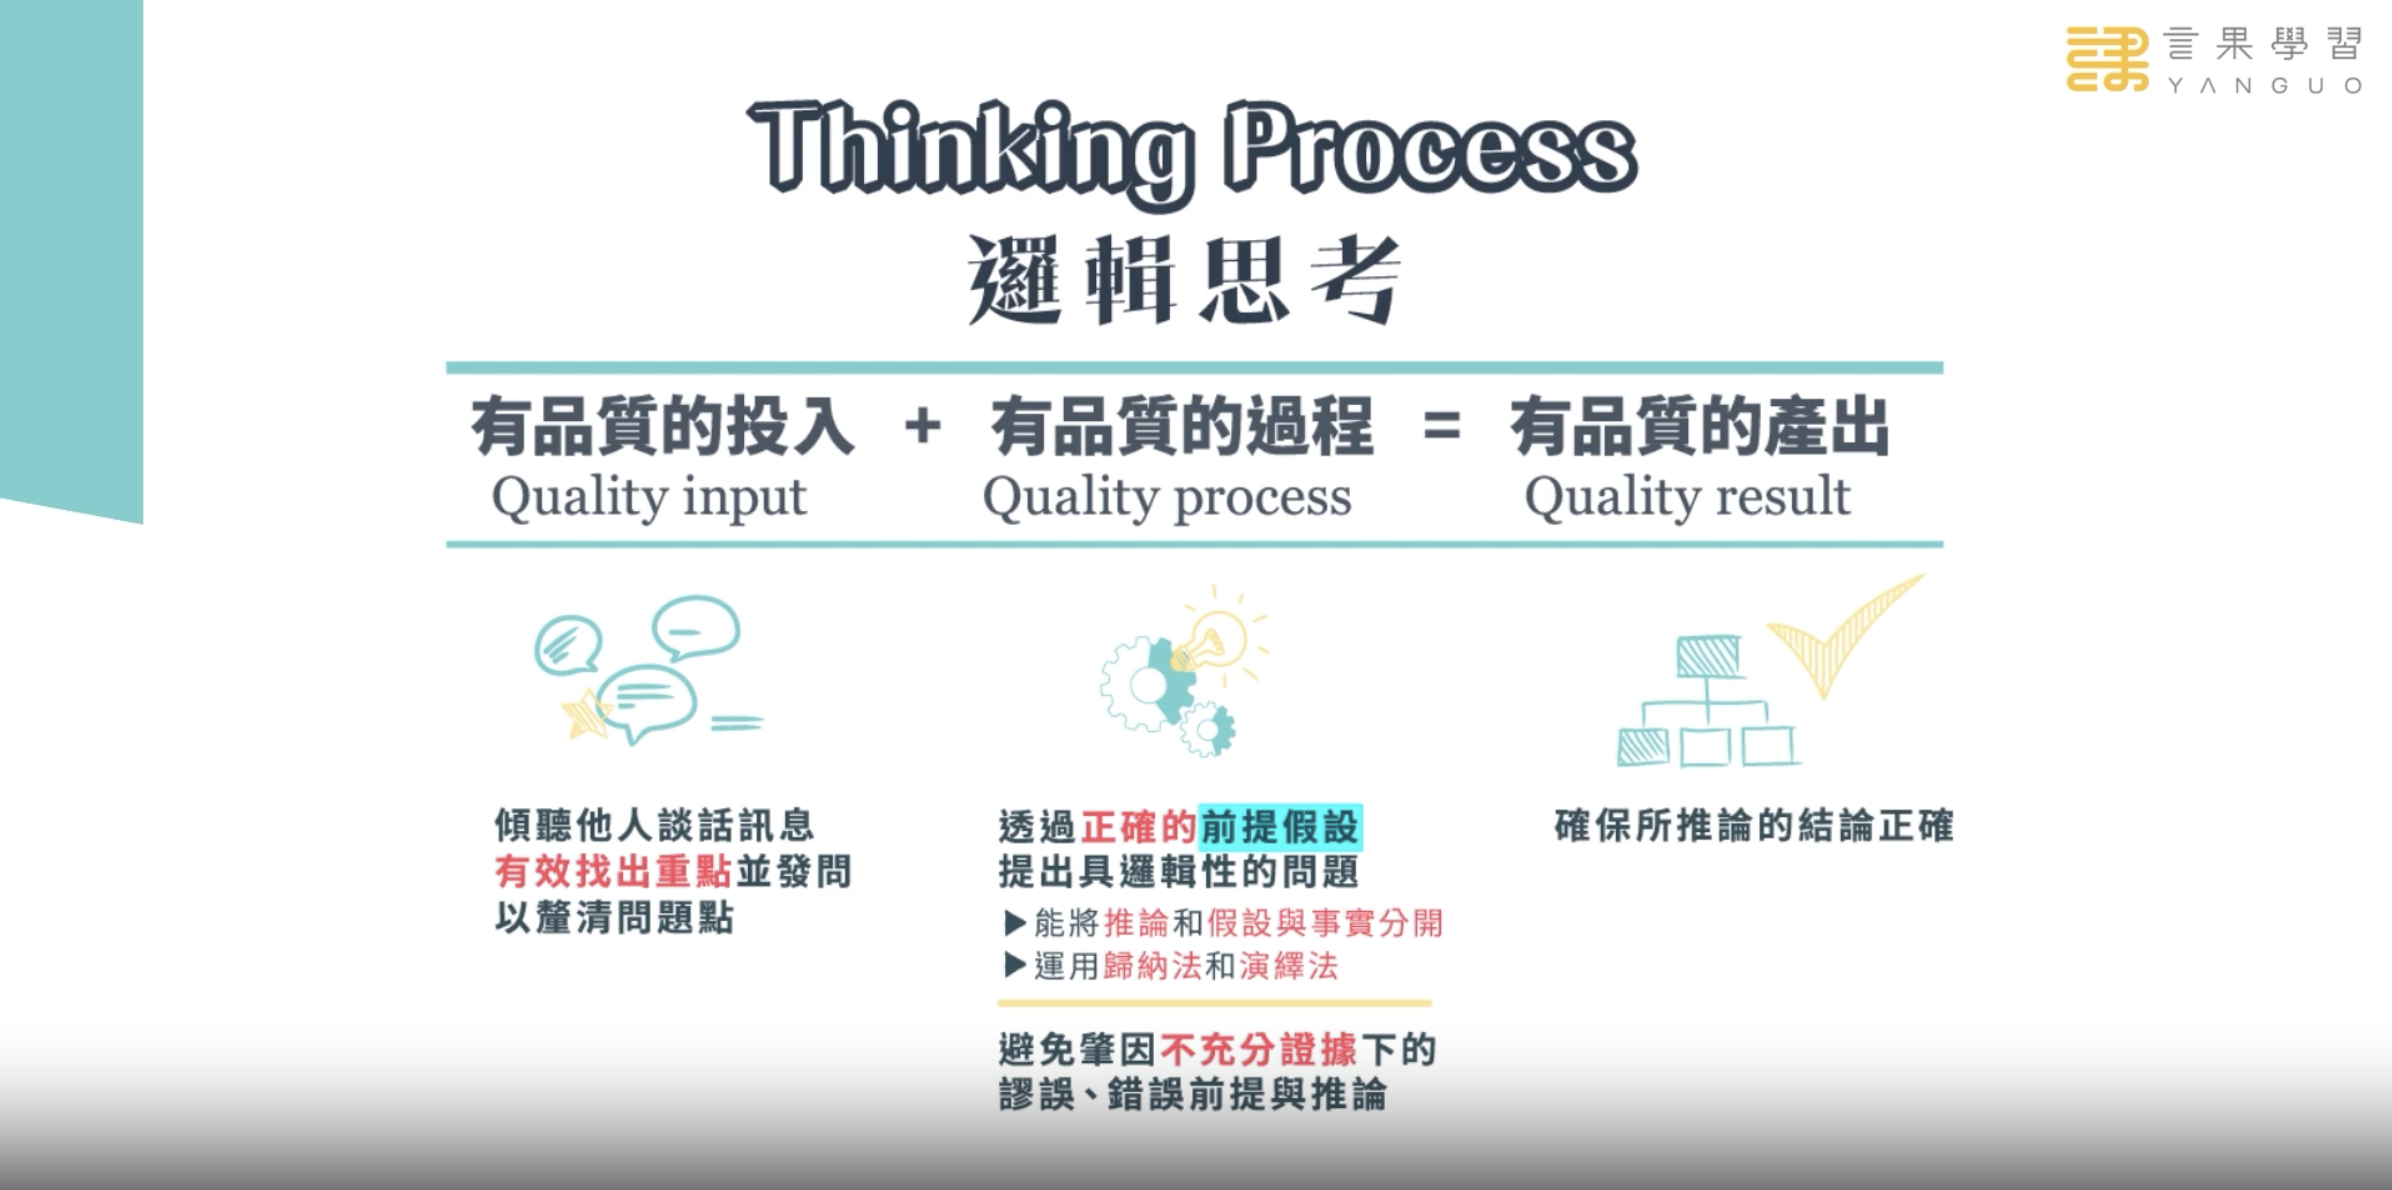 言果學習
YANGUO
Thinking Process
邏輯思考
有品質的投入 + 有品質的過程 = 有品質的產出
Quality input Quality process Quality result
傾聽他人談話訊息
有效找出重點並發問
以釐清問題點
透過正確的前提假設
提出具邏輯性的問題
▶能將推論和假設與事實分開
▶運用歸納法和演繹法
避免肇因不充分證據下的
謬誤、錯誤前提與推論
確保所推論的結論正確